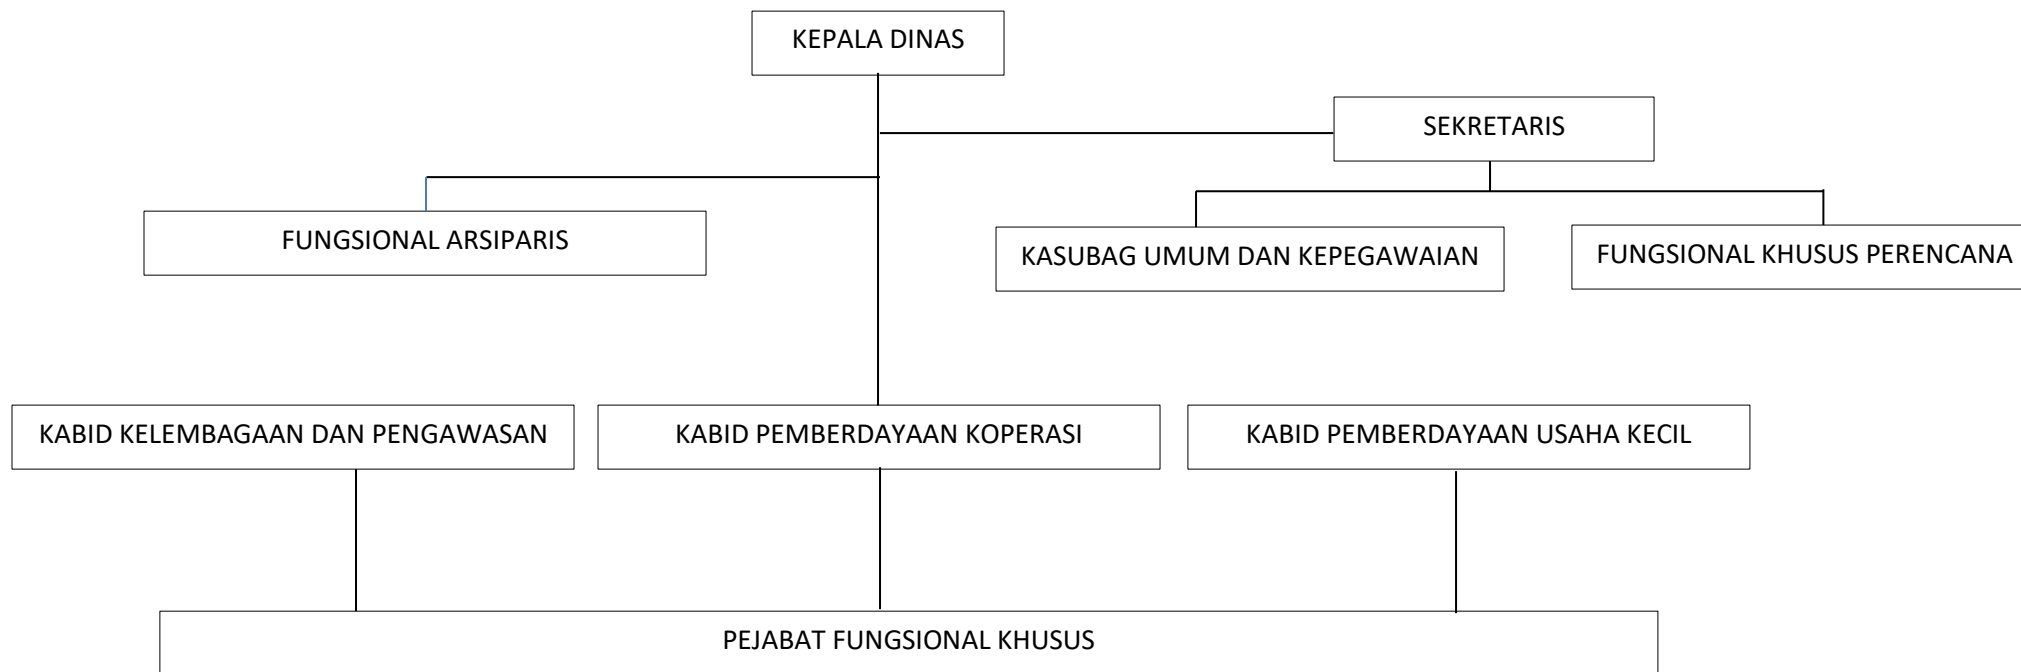 KEPALA DINAS
SEKRETARIS
FUNGSIONAL ARSIPARIS
KASUBAG UMUM DAN KEPEGAWAIAN
FUNGSIONAL KHUSUS PERENCANA
KABID KELEMBAGAAN DAN PENGAWASAN
KABID PEMBERDAYAAN KOPERASI
KABID PEMBERDAYAAN USAHA KECIL
PEJABAT FUNGSIONAL KHUSUS